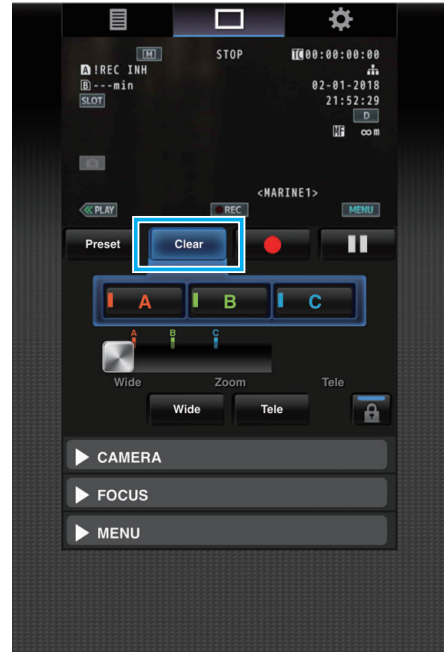 M STOP TC 00:00:00:00
A !REC INH
B ---min 02-01-2018
SLOT 21:52:29
D
MF ∞m
<MARINE1>
≪PLAY ●REC MENU
Preset Clear
A B C
A B C
Wide Zoom Tele
Wide Tele
CAMERA
FOCUS
MENU